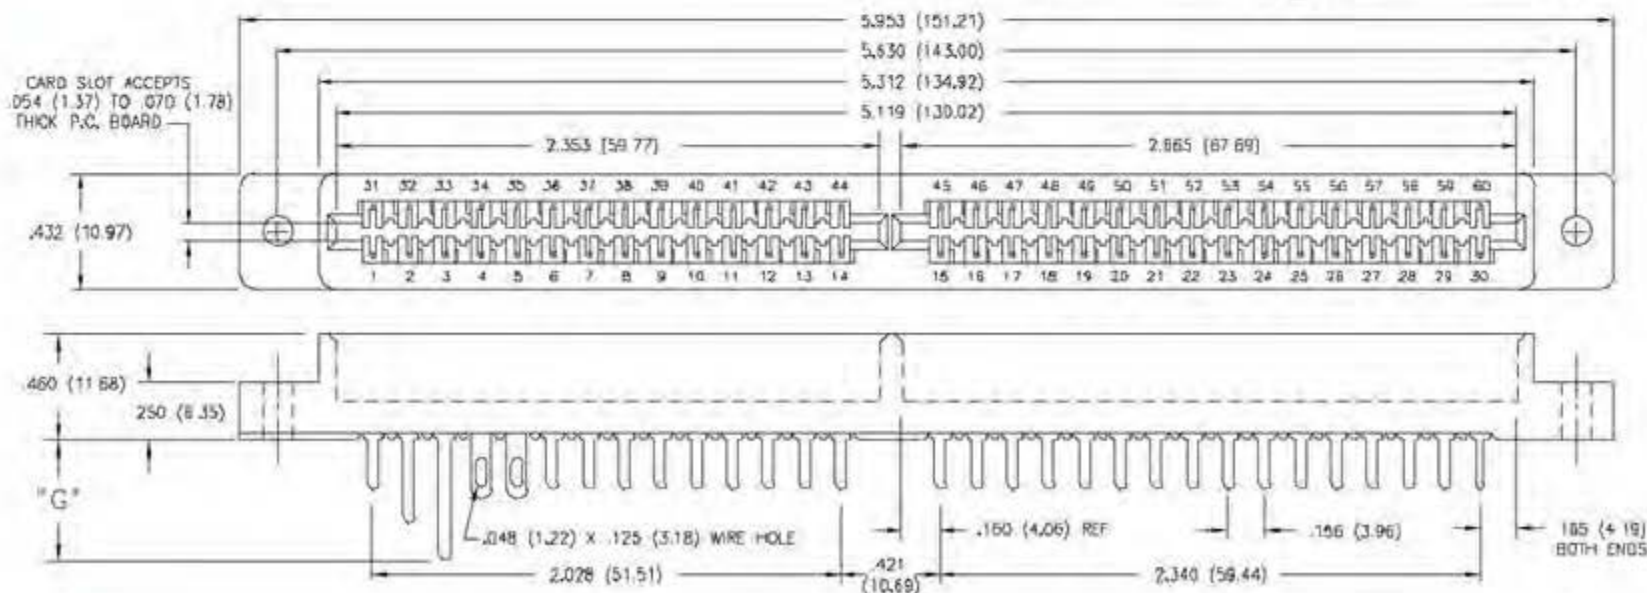 5.953 (151.21)
5.630 (143.00)
5.312 (134.92)
5.119 (130.02)
CARD SLOT ACCEPTS
.054 (1.37) TO .070 (1.78)
THICK P.C. BOARD
2.353 [59.77)
2.665 (67.69)
31 32 33 34 35 36 37 38 39 40 41 42 43 44
45 46 47 48 49 50 51 52 53 54 55 56 57 58 59 60
.432 (10.97)
1 2 3 4 5 6 7 8 9 10 11 12 13 14
15 16 17 18 19 20 21 22 23 24 25 26 27 28 29 30
.460 (11.68)
.250 (6.35)
"G"
.048 (1.22) X .125 (3.18) WIRE HOLE
.160 (4.06) REF
.156 (3.96)
.165 (4.19)
BOTH ENDS
2.028 (51.51)
.421
(10.69)
2.340 (59.44)